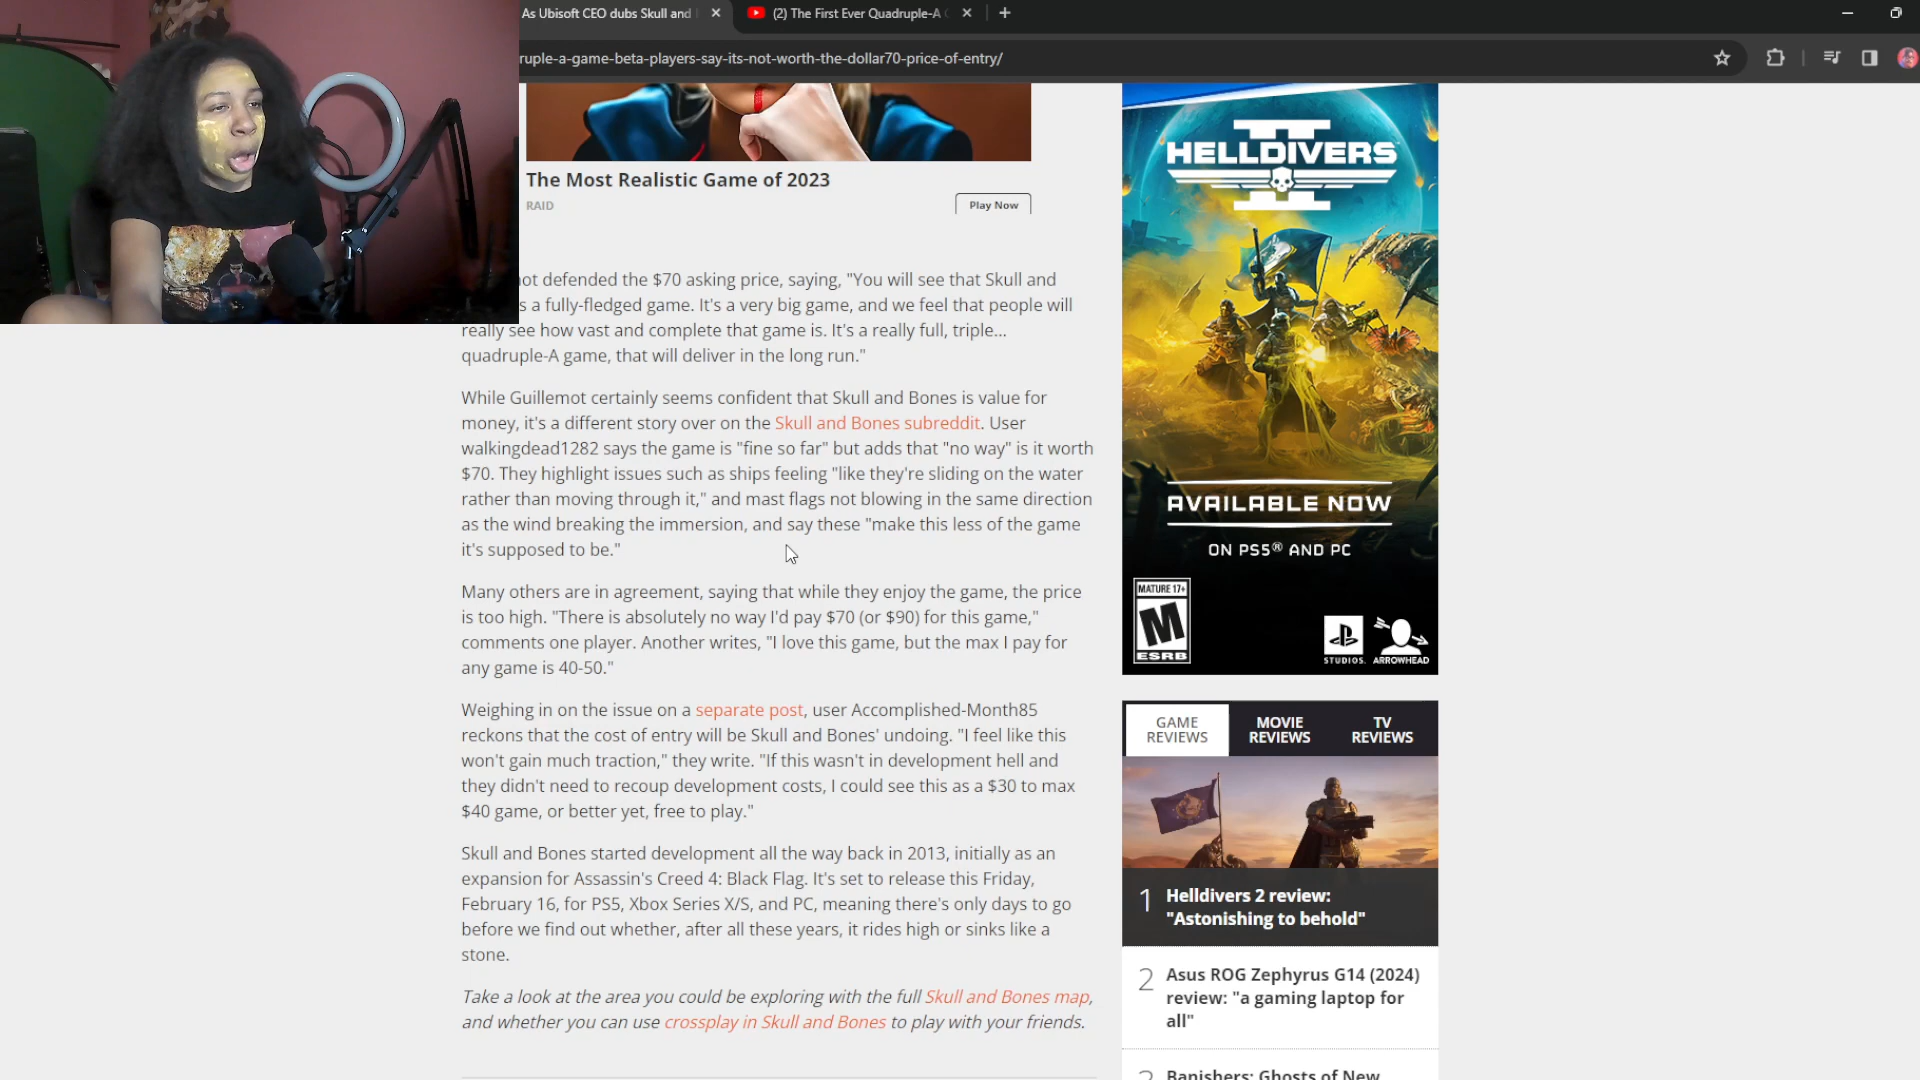 As Ubisoft CEO dubs Skull and
(2) The First Ever Quadruple-A
ruple-a-game-beta-players-say-its-not-worth-the-dollar70-price-of-entry/
The Most Realistic Game of 2023
RAID
Play Now
ot defended the $70 asking price, saying, "You will see that Skull and
s a fully-fledged game. It's a very big game, and we feel that people will
really see how vast and complete that game is. It's a really full, triple...
quadruple-A game, that will deliver in the long run."
While Guillemot certainly seems confident that Skull and Bones is value for
money, it's a different story over on the Skull and Bones subreddit. User
walkingdead1282 says the game is "fine so far" but adds that "no way" is it worth
$70. They highlight issues such as ships feeling "like they're sliding on the water
rather than moving through it," and mast flags not blowing in the same direction
as the wind breaking the immersion, and say these "make this less of the game
it's supposed to be."
Many others are in agreement, saying that while they enjoy the game, the price
is too high. "There is absolutely no way I'd pay $70 (or $90) for this game,"
comments one player. Another writes, "I love this game, but the max I pay for
any game is 40-50."
Weighing in on the issue on a separate post, user Accomplished-Month85
reckons that the cost of entry will be Skull and Bones' undoing. "I feel like this
won't gain much traction," they write. "If this wasn't in development hell and
they didn't need to recoup development costs, I could see this as a $30 to max
$40 game, or better yet, free to play."
Skull and Bones started development all the way back in 2013, initially as an
expansion for Assassin's Creed 4: Black Flag. It's set to release this Friday,
February 16, for PS5, Xbox Series X/S, and PC, meaning there's only days to go
before we find out whether, after all these years, it rides high or sinks like a
stone.
Take a look at the area you could be exploring with the full Skull and Bones map,
and whether you can use crossplay in Skull and Bones to play with your friends.
II
HELLDIVERS
AVAILABLE NOW
ON PS5® AND PC
MATURE 17+
M
ESRB
STUDIOS. ARROWHEAD
GAME REVIEWS
MOVIE REVIEWS
TV REVIEWS
1 Helldivers 2 review:
"Astonishing to behold"
2 Asus ROG Zephyrus G14 (2024)
review: "a gaming laptop for
all"
Banishers: Ghosts of New